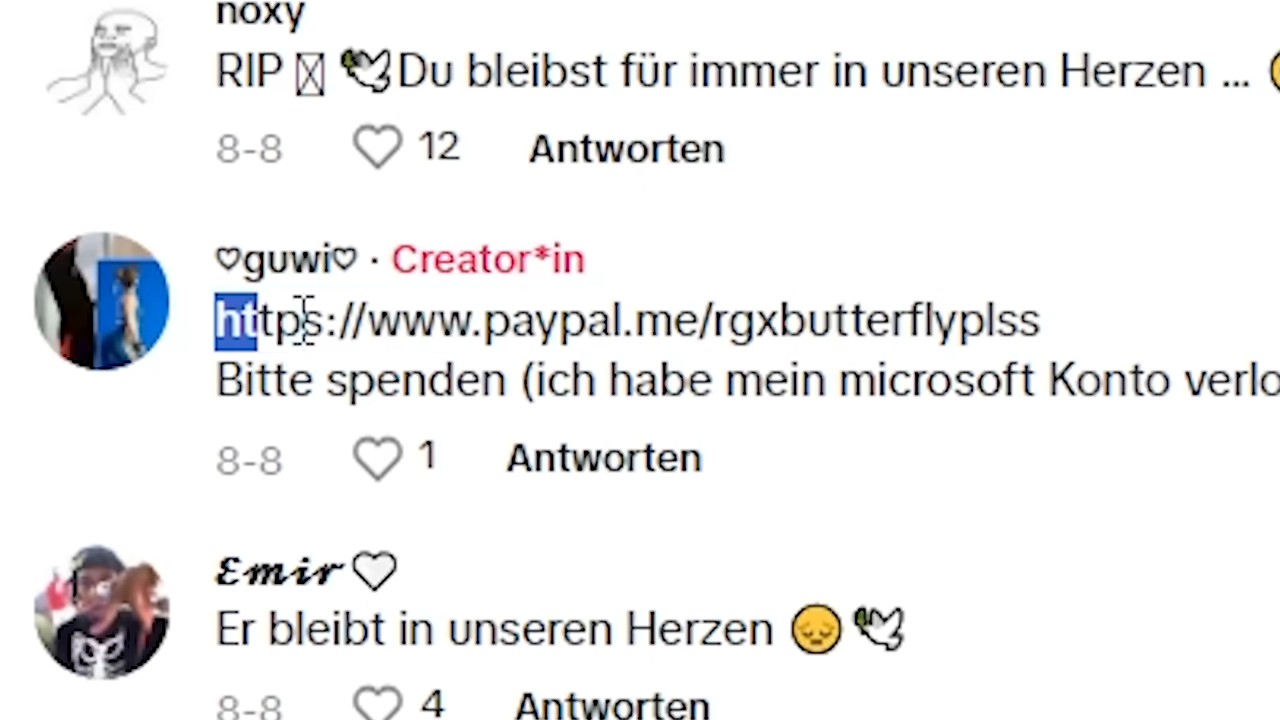 noxy
RIP 🕊Du bleibst für immer in unseren Herzen ...
8-8 12 Antworten
♡guwi♡ · Creator*in
https://www.paypal.me/rgxbutterflyplss
Bitte spenden (ich habe mein microsoft Konto verlo
8-8 1 Antworten
𝓔𝓶𝓲𝓻♡
Er bleibt in unseren Herzen 😔🕊
8-8 4 Antworten